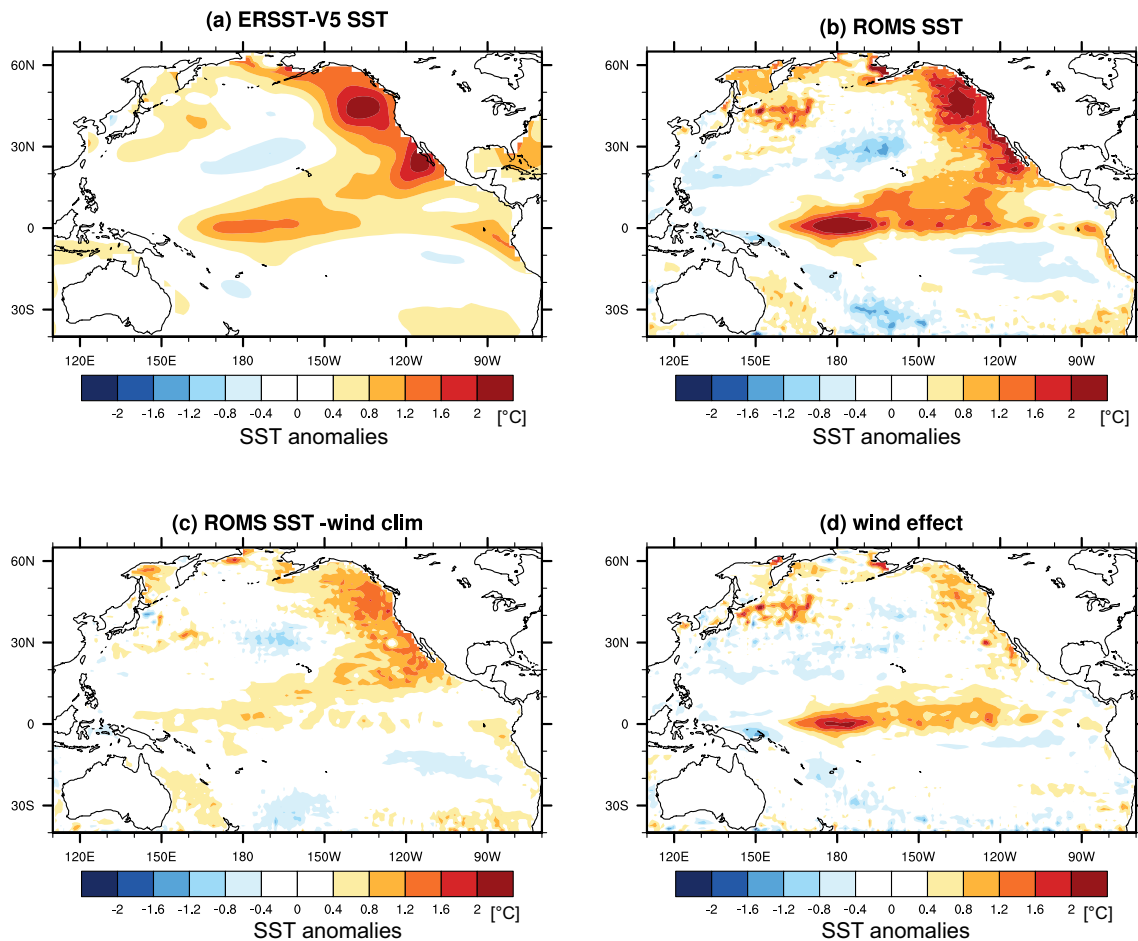 (a) ERSST-V5 SST
(b) ROMS SST
60N
30N
0
30S
120E 150E 180 150W 120W 90W
-2 -1.6 -1.2 -0.8 -0.4 0 0.4 0.8 1.2 1.6 2 [°C]
SST anomalies
60N
30N
0
30S
120E 150E 180 150W 120W 90W
-2 -1.6 -1.2 -0.8 -0.4 0 0.4 0.8 1.2 1.6 2 [°C]
SST anomalies
(c) ROMS SST -wind clim
(d) wind effect
60N
30N
0
30S
120E 150E 180 150W 120W 90W
-2 -1.6 -1.2 -0.8 -0.4 0 0.4 0.8 1.2 1.6 2 [°C]
SST anomalies
60N
30N
0
30S
120E 150E 180 150W 120W 90W
-2 -1.6 -1.2 -0.8 -0.4 0 0.4 0.8 1.2 1.6 2 [°C]
SST anomalies